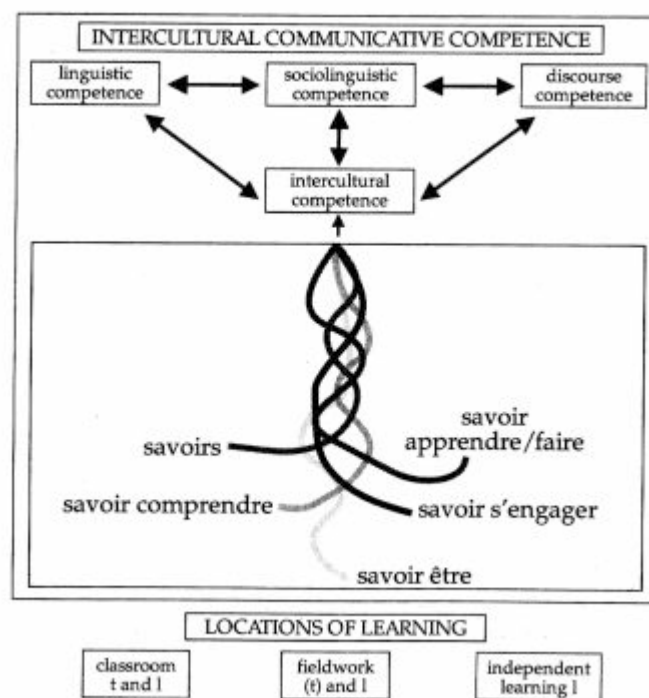 INTERCULTURAL COMMUNICATIVE COMPETENCE
linguistic
competence
sociolinguistic
competence
discourse
competence
intercultural
competence
savoirs
savoir
apprendre/faire
savoir comprendre
savoir s'engager
savoir être
LOCATIONS OF LEARNING
classroom
t and l
fieldwork
(t) and l
independent
learning l